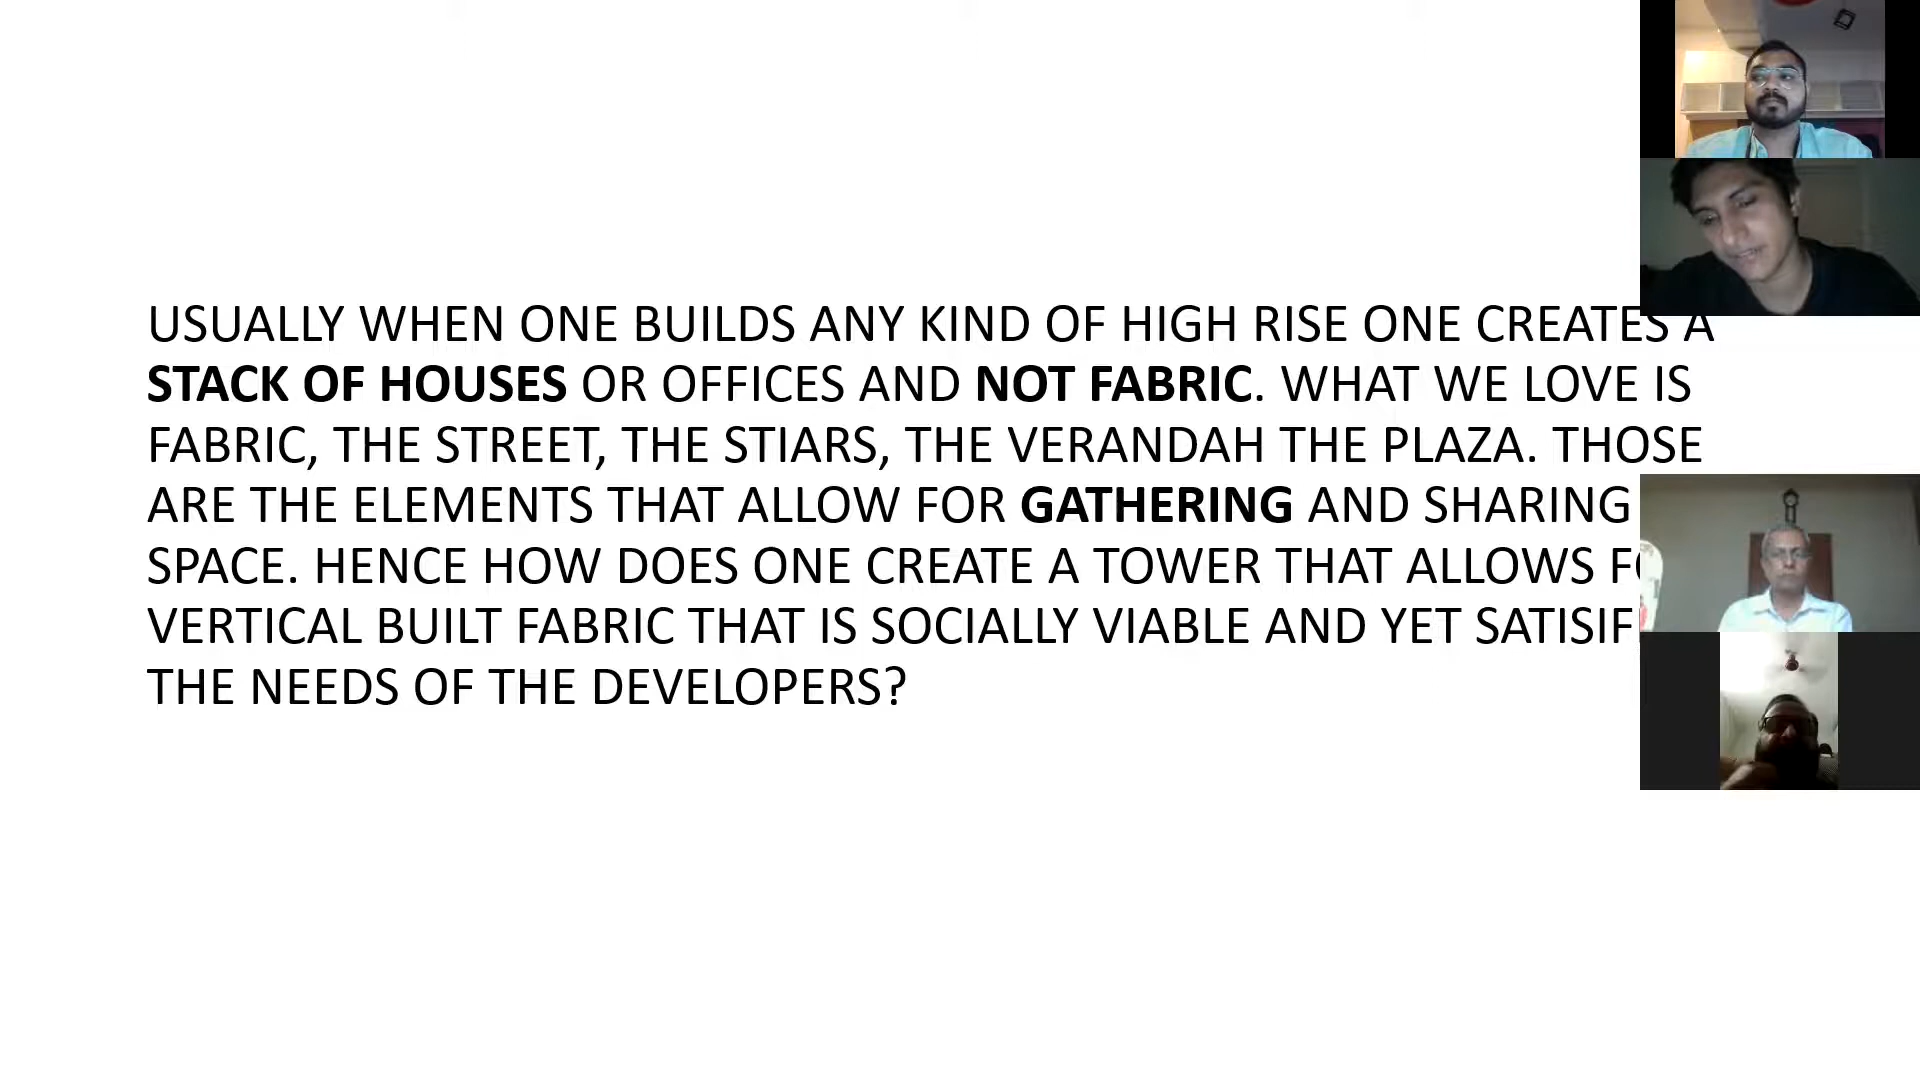 USUALLY WHEN ONE BUILDS ANY KIND OF HIGH RISE ONE CREATES A
STACK OF HOUSES OR OFFICES AND NOT FABRIC. WHAT WE LOVE IS
FABRIC, THE STREET, THE STIARS, THE VERANDAH THE PLAZA. THOSE
ARE THE ELEMENTS THAT ALLOW FOR GATHERING AND SHARING
SPACE. HENCE HOW DOES ONE CREATE A TOWER THAT ALLOWS
VERTICAL BUILT FABRIC THAT IS SOCIALLY VIABLE AND YET
THE NEEDS OF THE DEVELOPERS?